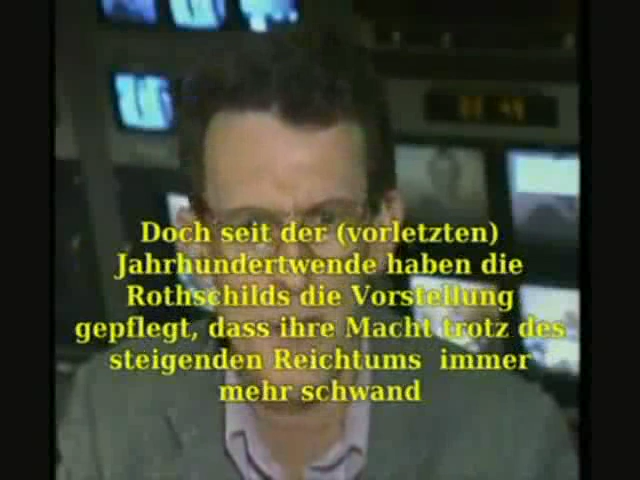 Doch seit der (vorletzten)
Jahrhundertwende haben die
Rothschilds die Vorstellung
gepflegt, dass ihre Macht trotz des
steigenden Reichtums immer
mehr schwand